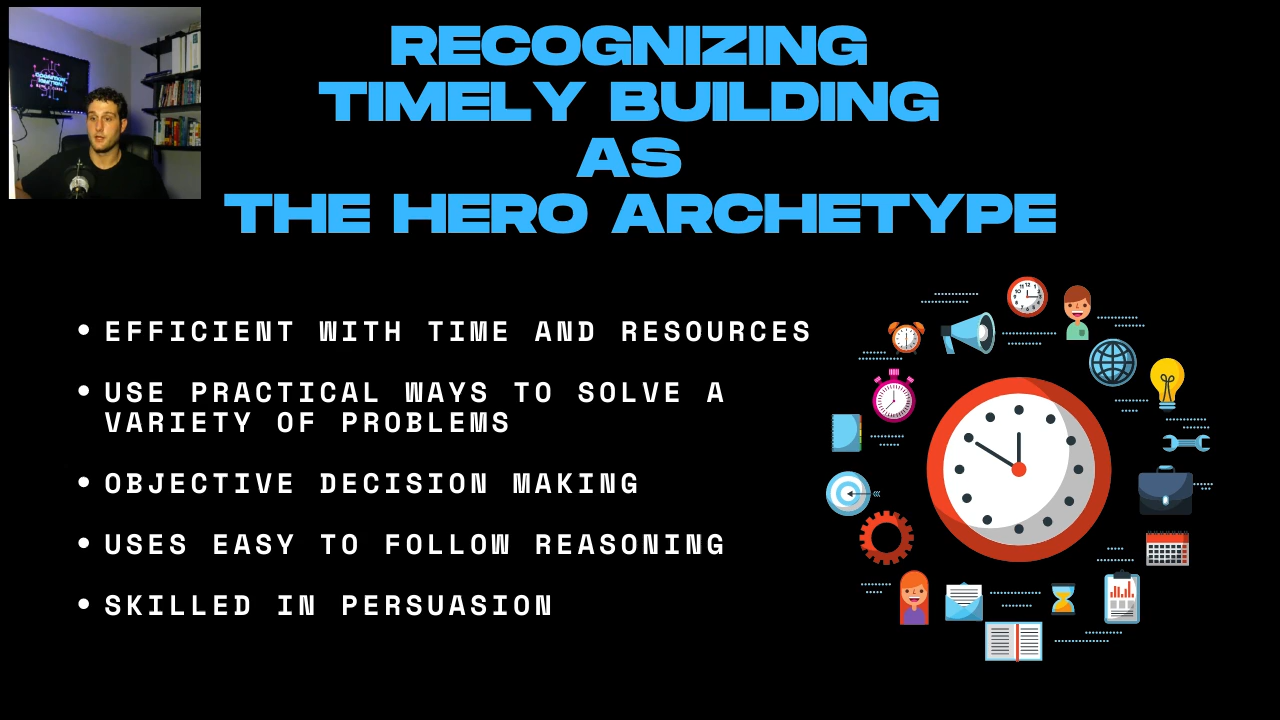 RECOGNIZING
TIMELY BUILDING
AS
THE HERO ARCHETYPE
• EFFICIENT WITH TIME AND RESOURCES
• USE PRACTICAL WAYS TO SOLVE A
VARIETY OF PROBLEMS
• OBJECTIVE DECISION MAKING
• USES EASY TO FOLLOW REASONING
• SKILLED IN PERSUASION